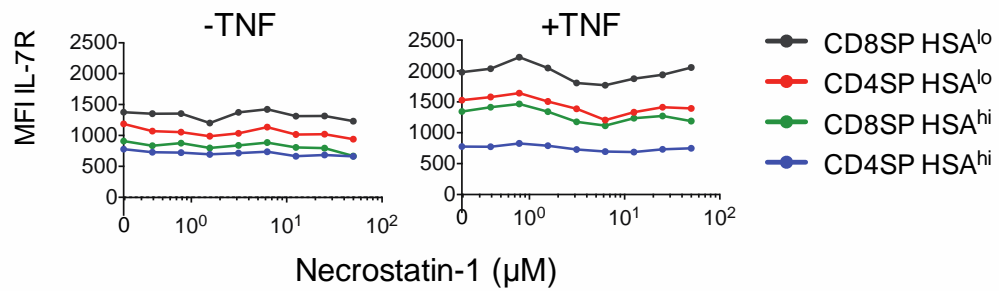 -TNF
+TNF
MFI IL-7R
2500
2000
1500
1000
500
0
0
10⁰
10¹
10²
2500
2000
1500
1000
500
0
0
10⁰
10¹
10²
Necrostatin-1 (µM)
CD8SP HSAˡᵒ
CD4SP HSAˡᵒ
CD8SP HSAʰⁱ
CD4SP HSAʰⁱ